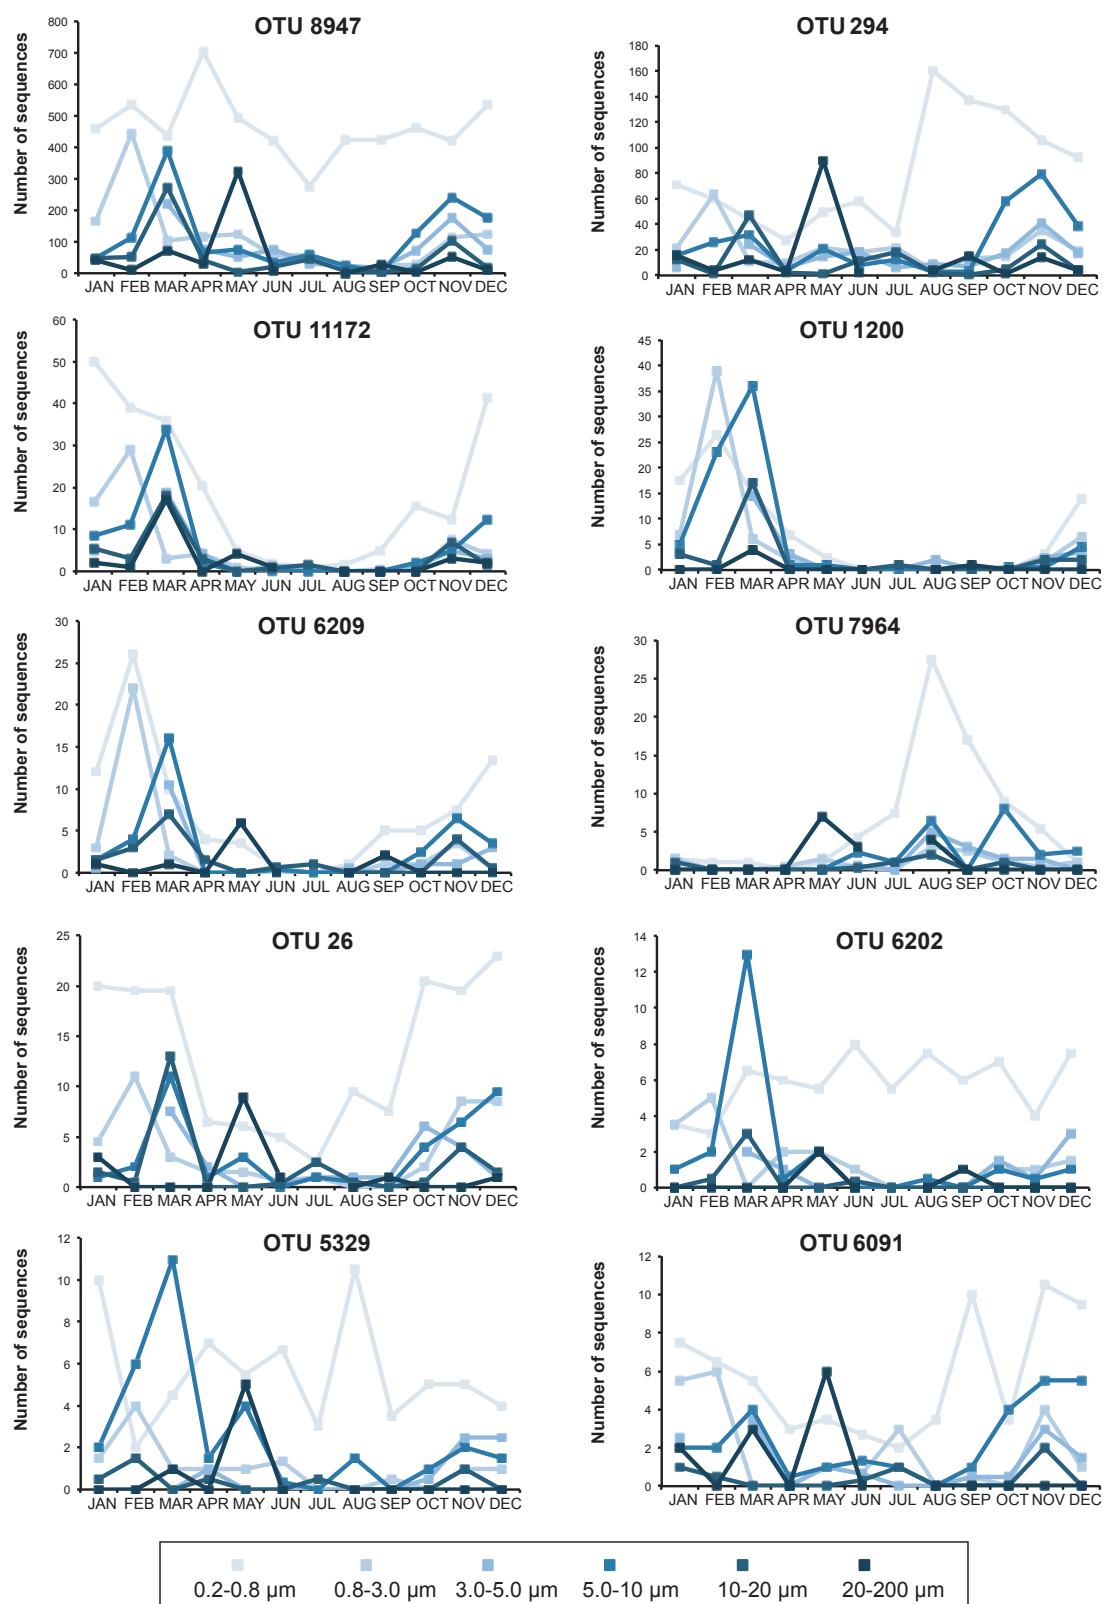 OTU 8947
Number of sequences
800
700
600
500
400
300
200
100
0
JAN FEB MAR APR MAY JUN JUL AUG SEP OCT NOV DEC
OTU 294
Number of sequences
180
160
140
120
100
80
60
40
20
0
JAN FEB MAR APR MAY JUN JUL AUG SEP OCT NOV DEC
OTU 11172
Number of sequences
60
50
40
30
20
10
0
JAN FEB MAR APR MAY JUN JUL AUG SEP OCT NOV DEC
OTU 1200
Number of sequences
45
40
35
30
25
20
15
10
5
0
JAN FEB MAR APR MAY JUN JUL AUG SEP OCT NOV DEC
OTU 6209
Number of sequences
30
25
20
15
10
5
0
JAN FEB MAR APR MAY JUN JUL AUG SEP OCT NOV DEC
OTU 7964
Number of sequences
30
25
20
15
10
5
0
JAN FEB MAR APR MAY JUN JUL AUG SEP OCT NOV DEC
OTU 26
Number of sequences
25
20
15
10
5
0
JAN FEB MAR APR MAY JUN JUL AUG SEP OCT NOV DEC
OTU 6202
Number of sequences
14
12
10
8
6
4
2
0
JAN FEB MAR APR MAY JUN JUL AUG SEP OCT NOV DEC
OTU 5329
Number of sequences
12
10
8
6
4
2
0
JAN FEB MAR APR MAY JUN JUL AUG SEP OCT NOV DEC
OTU 6091
Number of sequences
12
10
8
6
4
2
0
JAN FEB MAR APR MAY JUN JUL AUG SEP OCT NOV DEC
0.2-0.8 µm 0.8-3.0 µm 3.0-5.0 µm 5.0-10 µm 10-20 µm 20-200 µm